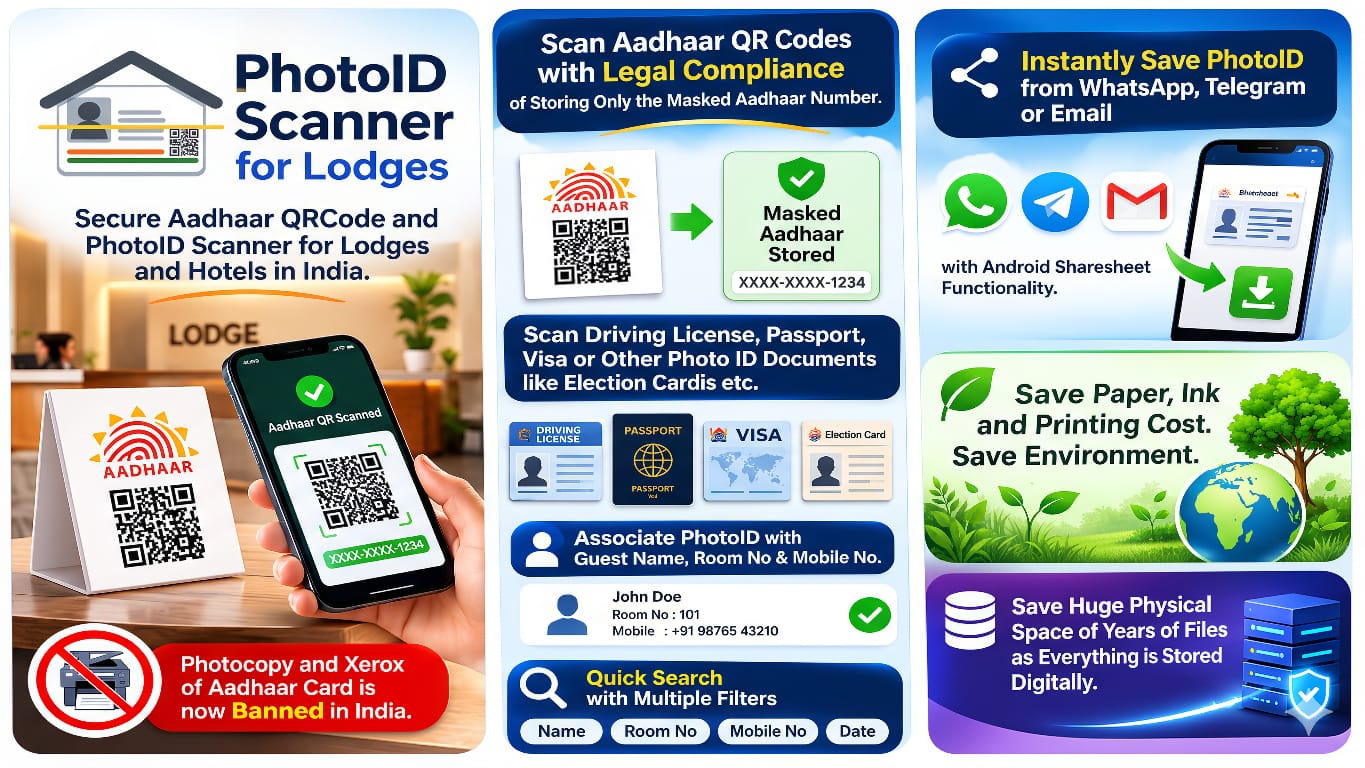 PhotoID
Scanner
for Lodges
Secure Aadhaar QRCode and
PhotoID Scanner for Lodges
and Hotels in India.
LODGE
AADHAAR
Aadhaar QR Scanned
XXXX-XXXX-1234
Photocopy and Xerox
of Aadhaar Card is
now Banned in India.
Scan Aadhaar QR Codes
with Legal Compliance
of Storing Only the Masked Aadhaar Number.
AADHAAR
Masked
Aadhaar
Stored
XXXX-XXXX-1234
Scan Driving License, Passport,
Visa or Other Photo ID Documents
like Election Cardis etc.
DRIVING
LICENSE
PASSPORT
PASSPORT
VISA
Election Card
Associate PhotoID with
Guest Name, Room No & Mobile No.
John Doe
Room No : 101
Mobile : +91 98765 43210
Quick Search
with Multiple Filters
Name
Room No
Mobile No
Date
Instantly Save PhotoID
from WhatsApp, Telegram
or Email
with Android Sharesheet
Functionality.
Save Paper, Ink
and Printing Cost.
Save Environment.
Save Huge Physical
Space of Years of Files
as Everything is Stored
Digitally.